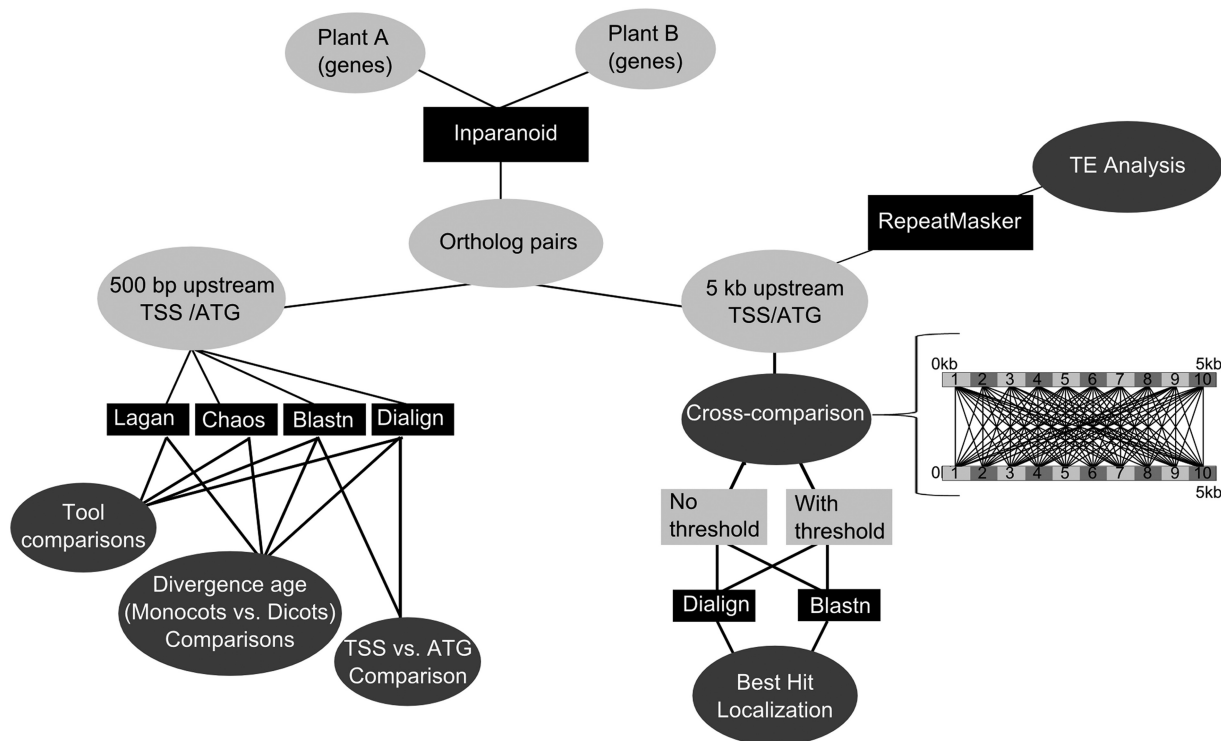 Plant A
(genes)
Plant B
(genes)
Inparanoid
TE Analysis
RepeatMasker
Ortholog pairs
500 bp upstream
TSS /ATG
5 kb upstream
TSS/ATG
Lagan
Chaos
Blastn
Dialign
Cross-comparison
0kb
5kb
1 2 3 4 5 6 7 8 9 10
0
1 2 3 4 5 6 7 8 9 10
5kb
Tool
comparisons
Divergence age
(Monocots vs. Dicots)
Comparisons
TSS vs. ATG
Comparison
No
threshold
With
threshold
Dialign
Blastn
Best Hit
Localization